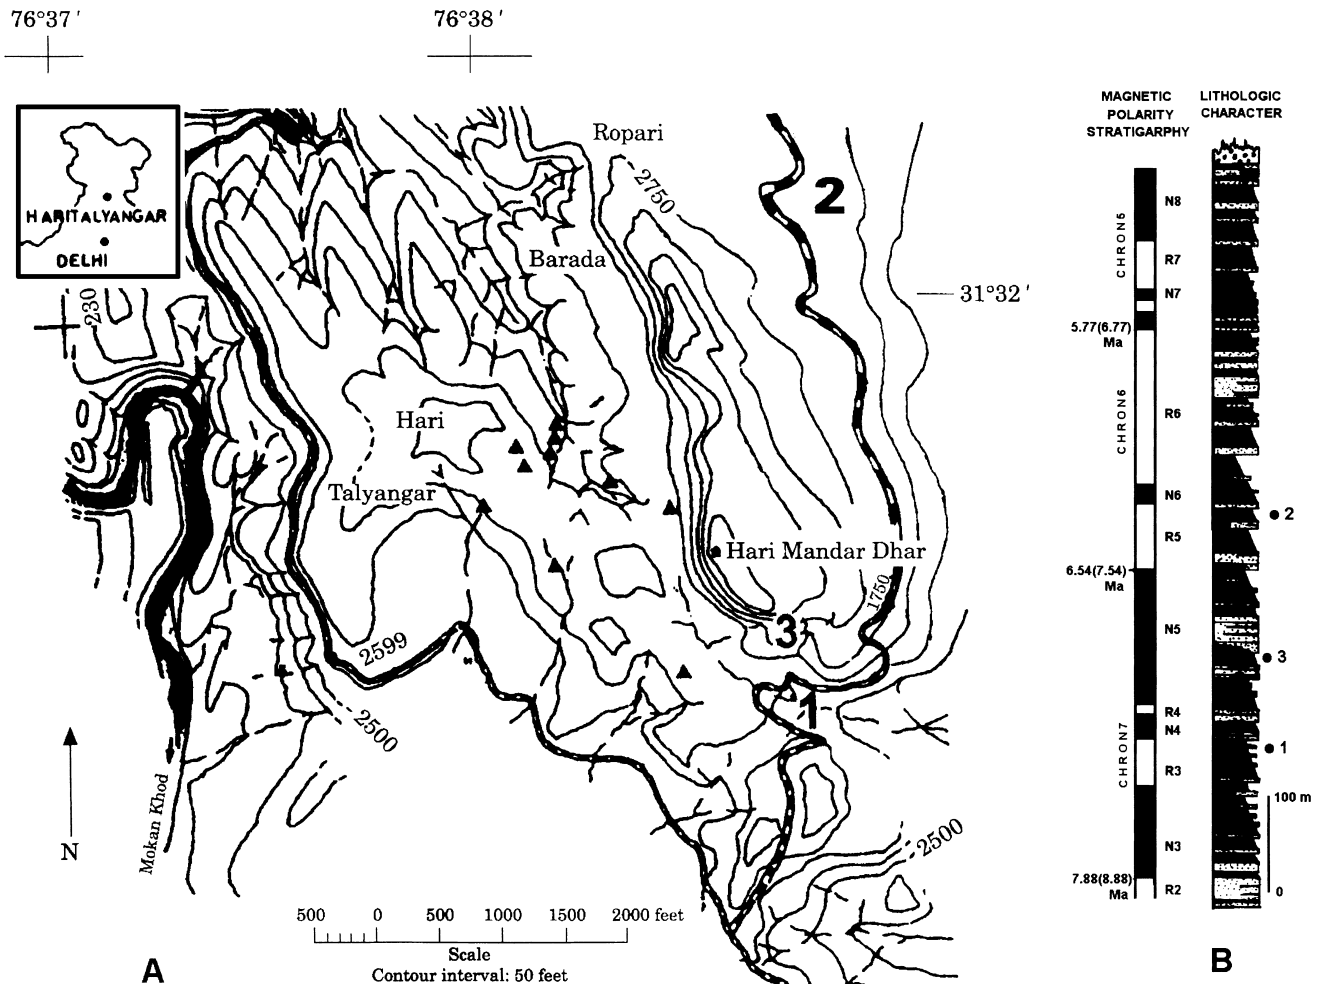 76°37'
76°38'
HARITALYANGAR
DELHI
230
Ropari
2750
2
Barada
31°32'
Hari
Talyangar
Hari Mandar Dhar
1750
3
2599
1
2500
Mokan Khod
N
2500
500 0 500 1000 1500 2000 feet
Scale
Contour interval: 50 feet
A
MAGNETIC
POLARITY
STRATIGARPHY
LITHOLOGIC
CHARACTER
CHRON6
N8
R7
N7
5.77(6.77)
Ma
CHRON6
R6
N6
R5
2
6.54(7.54)
Ma
N5
3
R4
N4
CHRON7
R3
1
100 m
N3
7.88(8.88)
Ma
R2
0
B